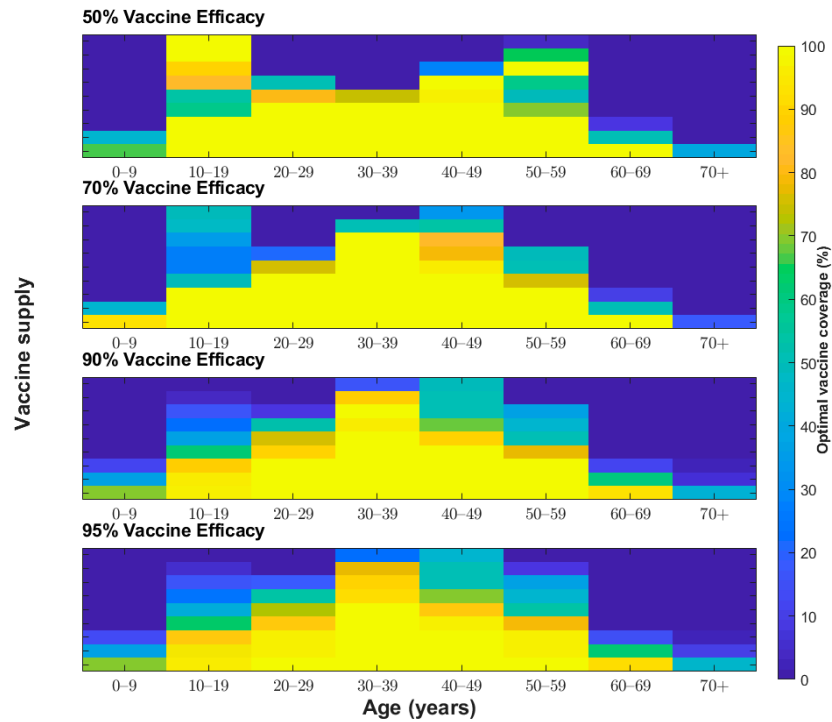 50% Vaccine Efficacy
0–9 10–19 20–29 30–39 40–49 50–59 60–69 70+
70% Vaccine Efficacy
0–9 10–19 20–29 30–39 40–49 50–59 60–69 70+
90% Vaccine Efficacy
0–9 10–19 20–29 30–39 40–49 50–59 60–69 70+
95% Vaccine Efficacy
0–9 10–19 20–29 30–39 40–49 50–59 60–69 70+
Age (years)
Vaccine supply
100
90
80
70
60
50
40
30
20
10
0
Optimal vaccine coverage (%)